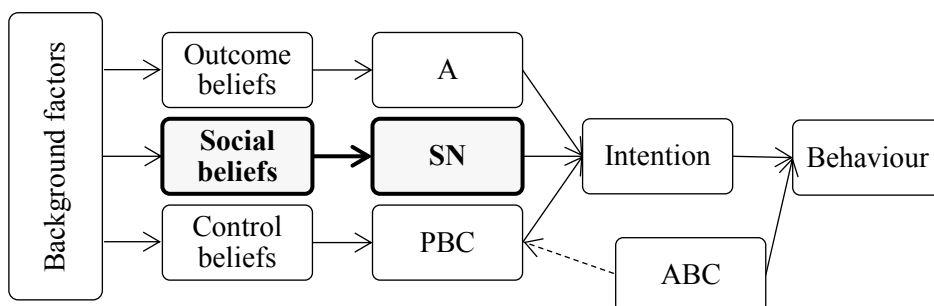 Background factors
Outcome
beliefs
A
Social
beliefs
SN
Intention
Behaviour
Control
beliefs
PBC
ABC